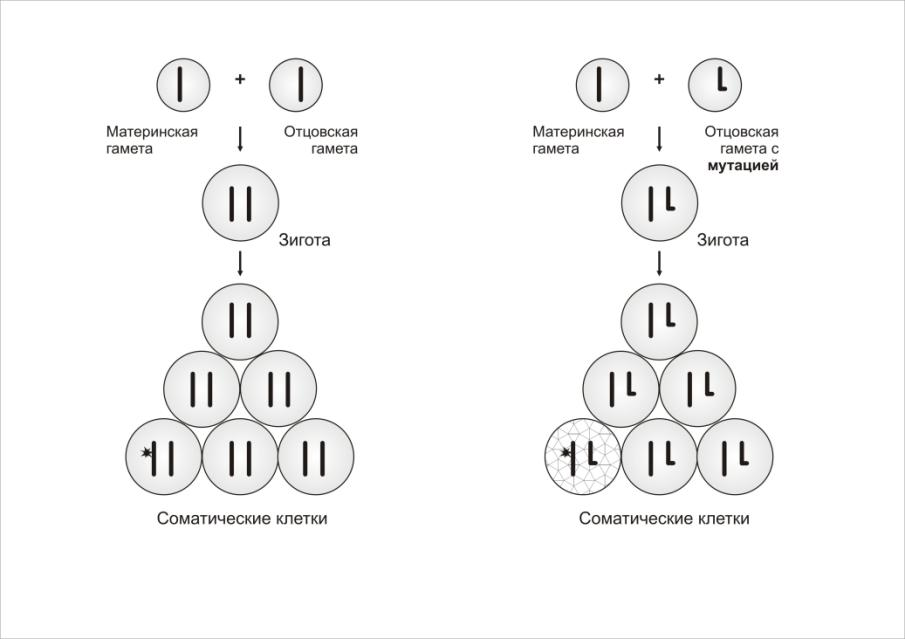 +
Материнская
гамета
Отцовская
гамета
Зигота
Соматические клетки
+
Материнская
гамета
Отцовская
гамета с
мутацией
Зигота
Соматические клетки